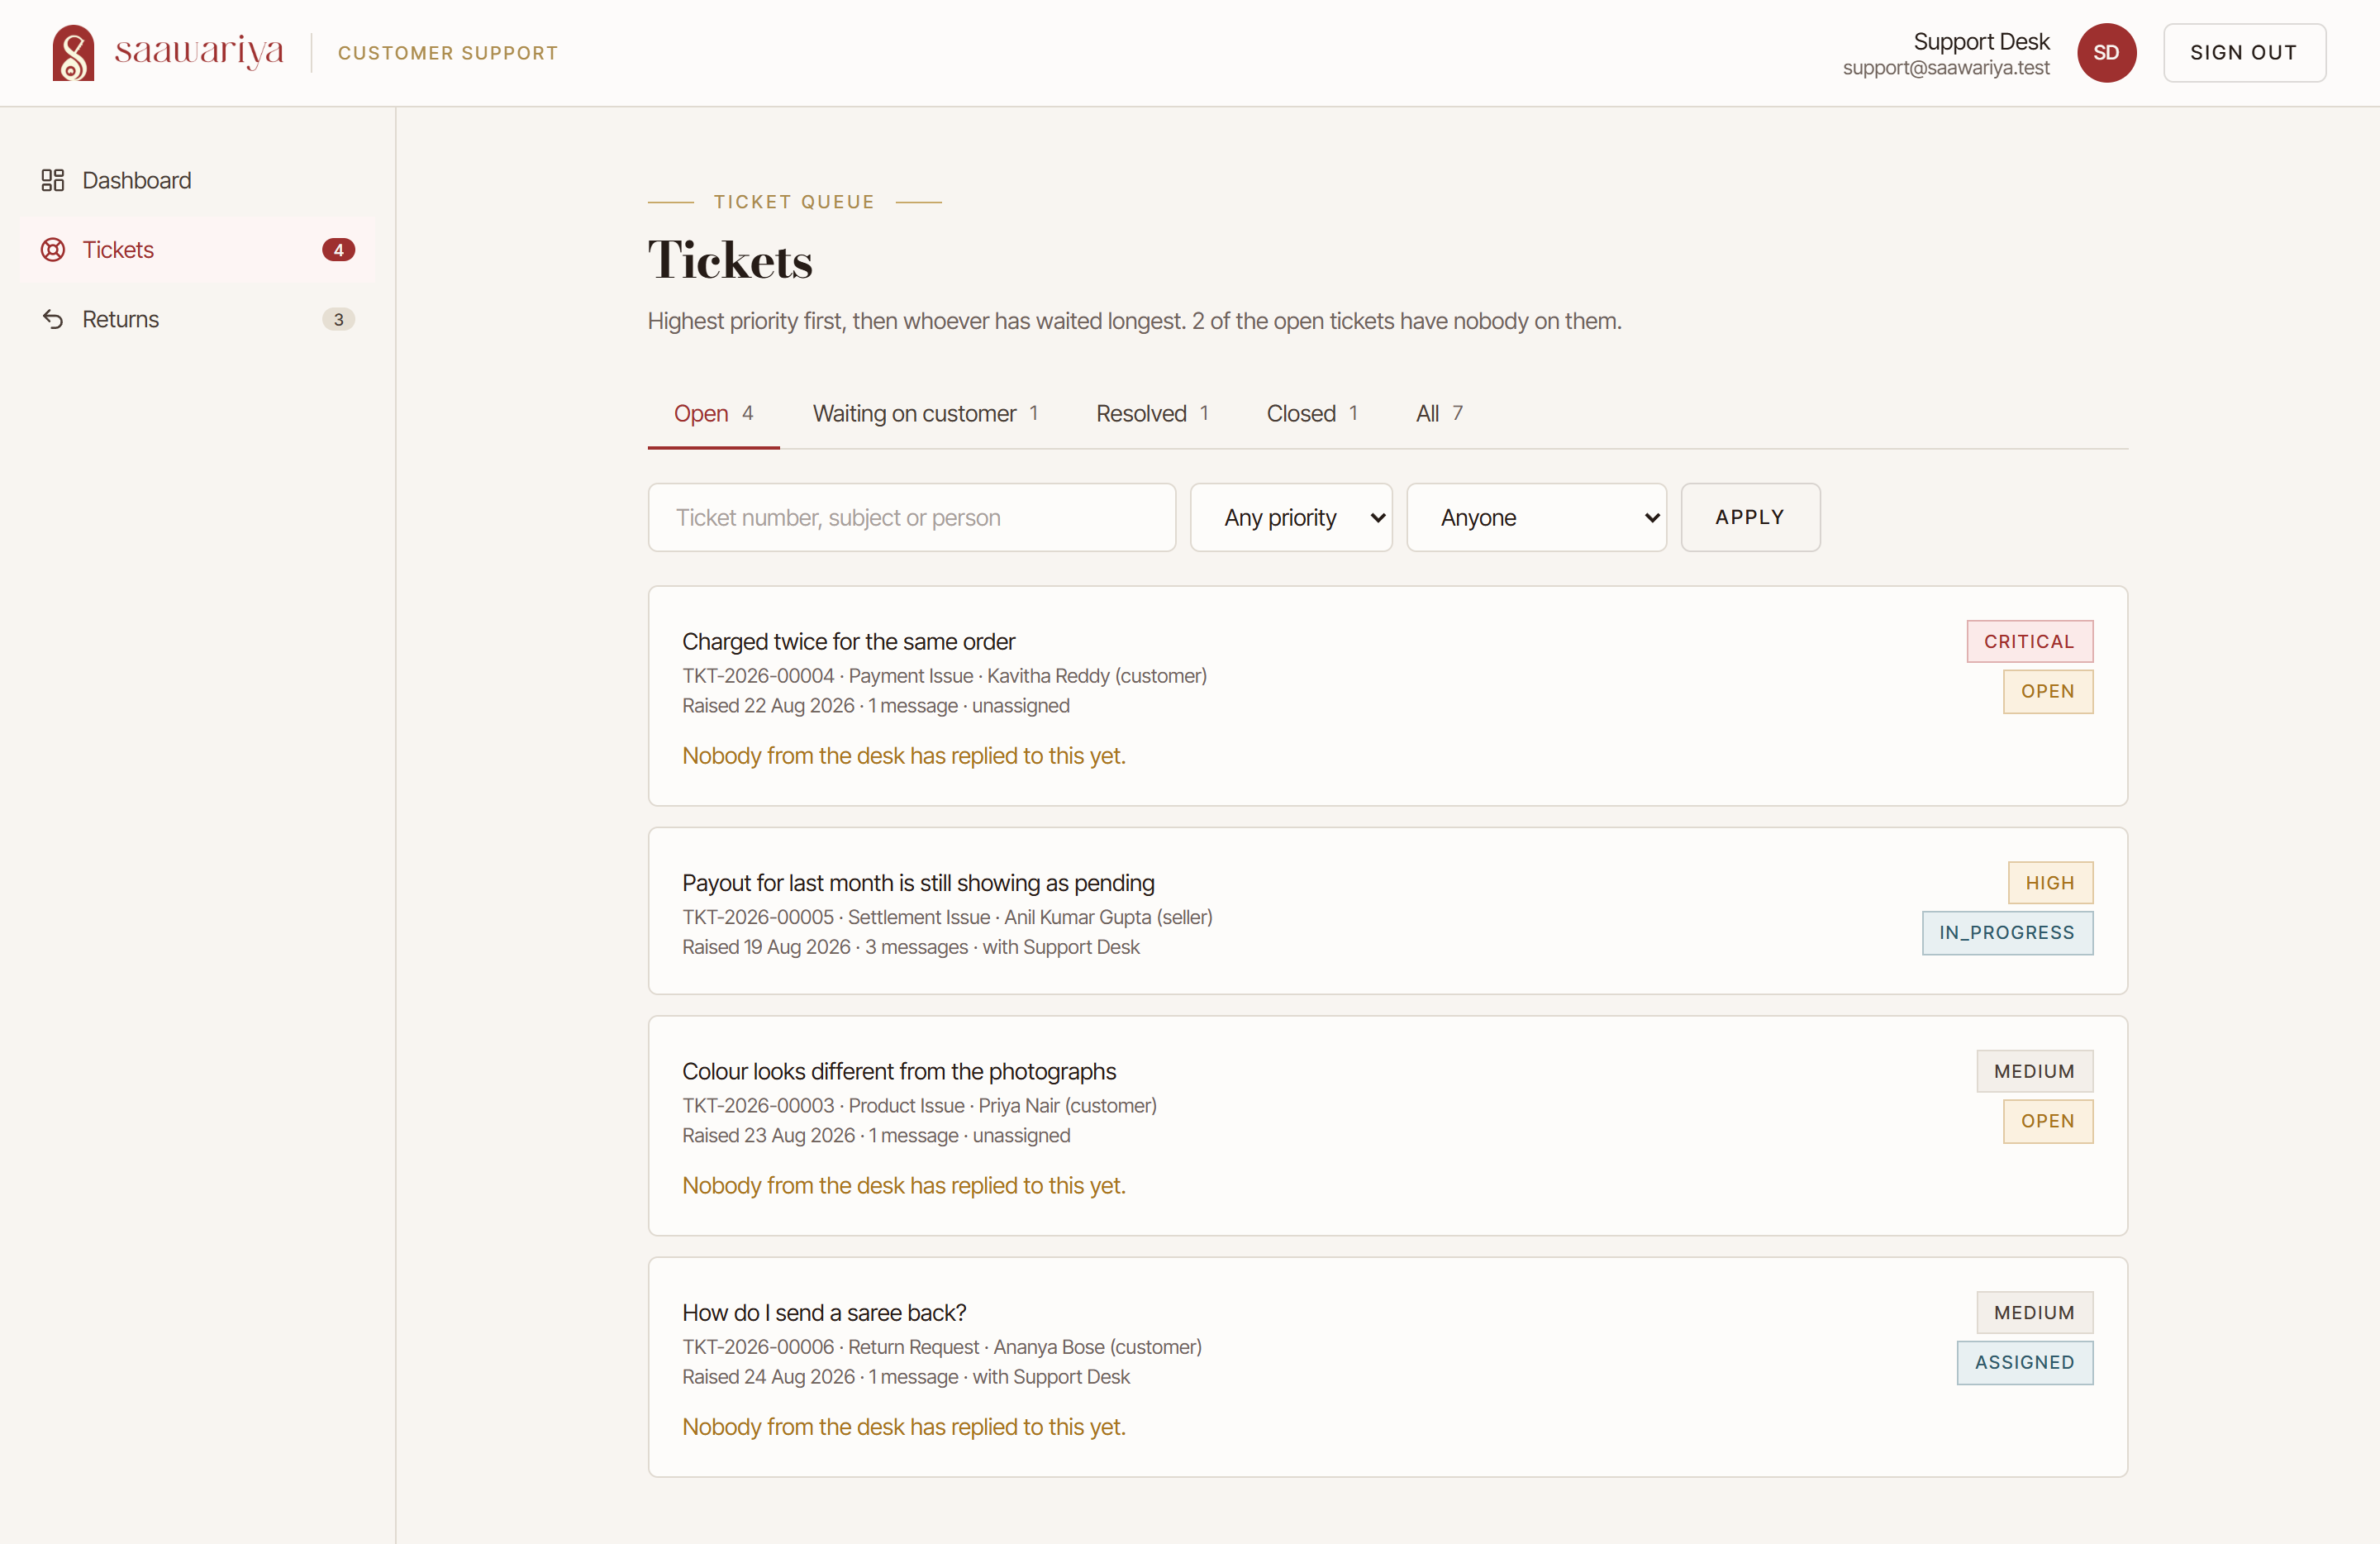 saawariya
CUSTOMER SUPPORT
Support Desk
support@saawariya.test
SD
SIGN OUT
Dashboard
Tickets 4
Returns 3
TICKET QUEUE
Tickets
Highest priority first, then whoever has waited longest. 2 of the open tickets have nobody on them.
Open 4 Waiting on customer 1 Resolved 1 Closed 1 All 7
Ticket number, subject or person Any priority Anyone APPLY
Charged twice for the same order
TKT-2026-00004 · Payment Issue · Kavitha Reddy (customer)
Raised 22 Aug 2026 · 1 message · unassigned
Nobody from the desk has replied to this yet.
CRITICAL
OPEN
Payout for last month is still showing as pending
TKT-2026-00005 · Settlement Issue · Anil Kumar Gupta (seller)
Raised 19 Aug 2026 · 3 messages · with Support Desk
HIGH
IN_PROGRESS
Colour looks different from the photographs
TKT-2026-00003 · Product Issue · Priya Nair (customer)
Raised 23 Aug 2026 · 1 message · unassigned
Nobody from the desk has replied to this yet.
MEDIUM
OPEN
How do I send a saree back?
TKT-2026-00006 · Return Request · Ananya Bose (customer)
Raised 24 Aug 2026 · 1 message · with Support Desk
Nobody from the desk has replied to this yet.
MEDIUM
ASSIGNED